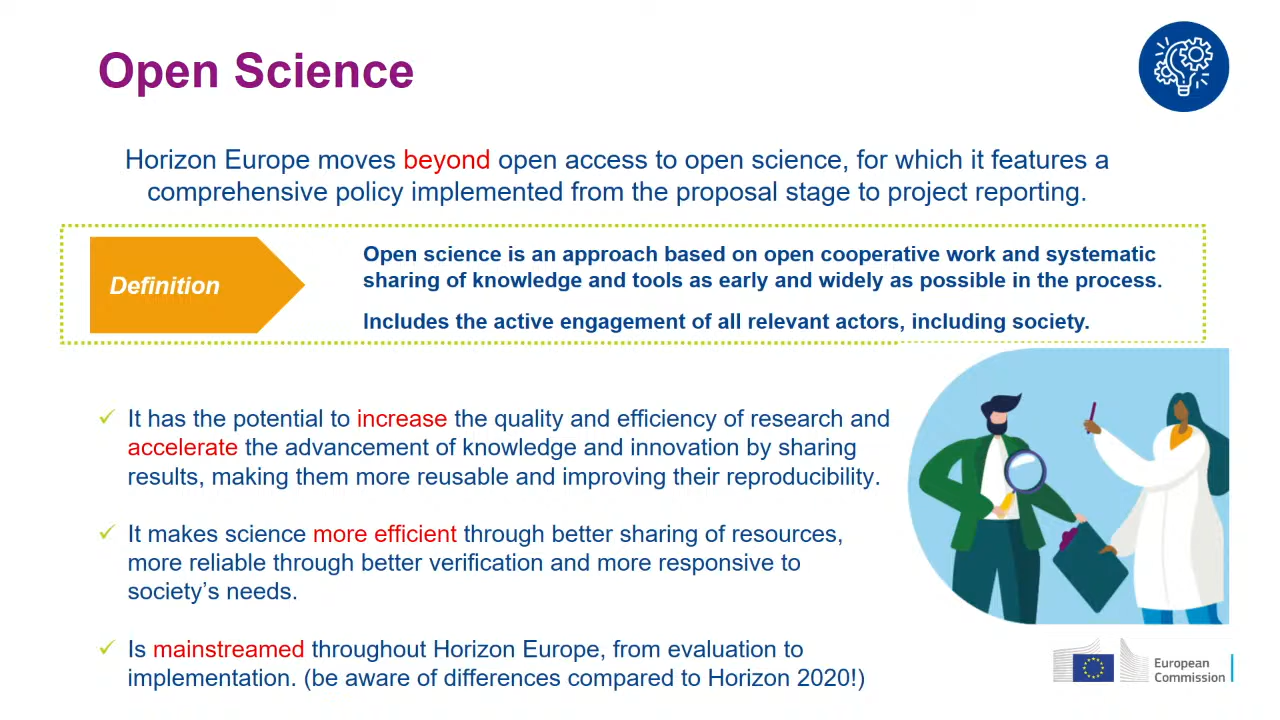 Open Science
Horizon Europe moves beyond open access to open science, for which it features a
comprehensive policy implemented from the proposal stage to project reporting.
Definition
Open science is an approach based on open cooperative work and systematic
sharing of knowledge and tools as early and widely as possible in the process.
Includes the active engagement of all relevant actors, including society.
✓ It has the potential to increase the quality and efficiency of research and
accelerate the advancement of knowledge and innovation by sharing
results, making them more reusable and improving their reproducibility.
✓ It makes science more efficient through better sharing of resources,
more reliable through better verification and more responsive to
society’s needs.
✓ Is mainstreamed throughout Horizon Europe, from evaluation to
implementation. (be aware of differences compared to Horizon 2020!)
European
Commission